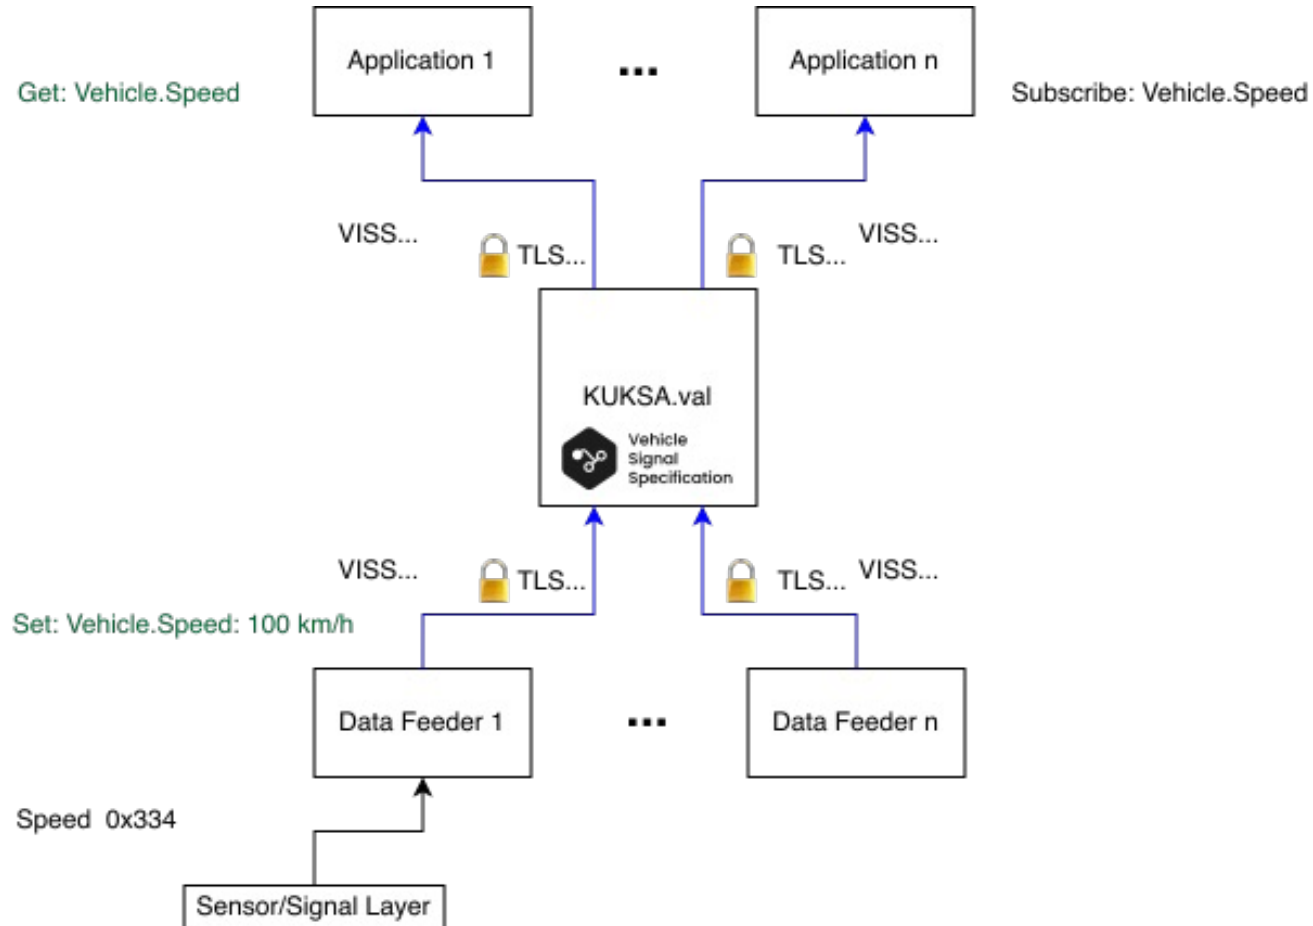 Application 1
...
Application n
Get: Vehicle.Speed
Subscribe: Vehicle.Speed
VISS...
TLS...
TLS...
VISS...
KUKSA.val
Vehicle
Signal
Specification
VISS...
TLS...
TLS...
VISS...
Set: Vehicle.Speed: 100 km/h
Data Feeder 1
...
Data Feeder n
Speed 0x334
Sensor/Signal Layer